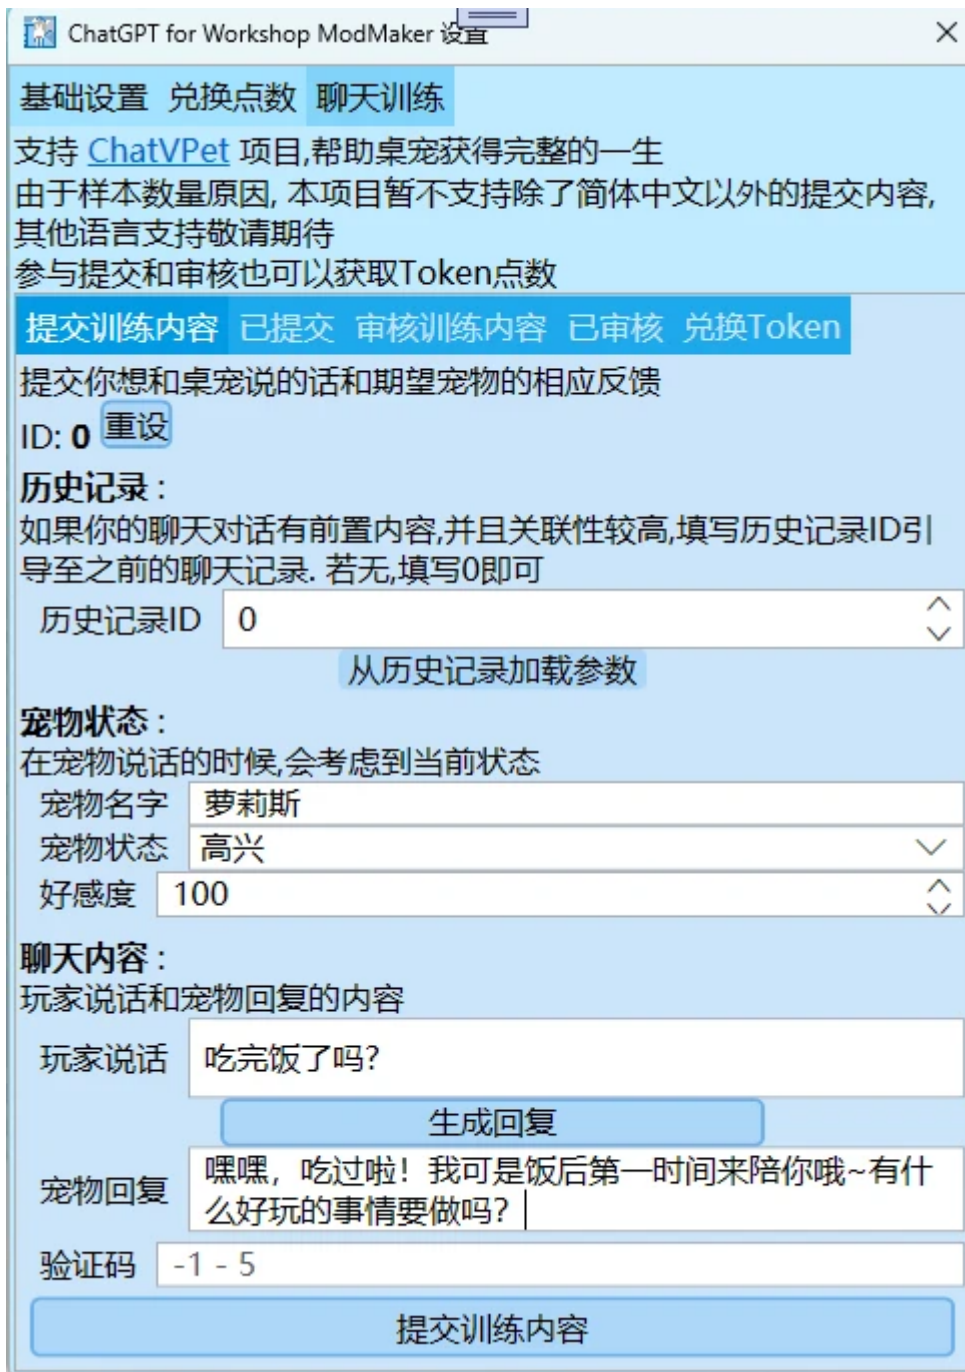 ChatGPT for Workshop ModMaker 设置
基础设置 兑换点数 聊天训练
支持 ChatVPet 项目,帮助桌宠获得完整的一生
由于样本数量原因, 本项目暂不支持除了简体中文以外的提交内容,
其他语言支持敬请期待
参与提交和审核也可以获取Token点数
提交训练内容 已提交 审核训练内容 已审核 兑换Token
提交你想和桌宠说的话和期望宠物的相应反馈
ID: 0 重设
历史记录 :
如果你的聊天对话有前置内容,并且关联性较高,填写历史记录ID引
导至之前的聊天记录. 若无,填写0即可
历史记录ID 0
从历史记录加载参数
宠物状态 :
在宠物说话的时候,会考虑到当前状态
宠物名字 萝莉斯
宠物状态 高兴
好感度 100
聊天内容 :
玩家说话和宠物回复的内容
玩家说话 吃完饭了吗?
生成回复
宠物回复 嘿嘿，吃过啦！我可是饭后第一时间来陪你哦~有什
么好玩的事情要做吗？
验证码 -1 - 5
提交训练内容